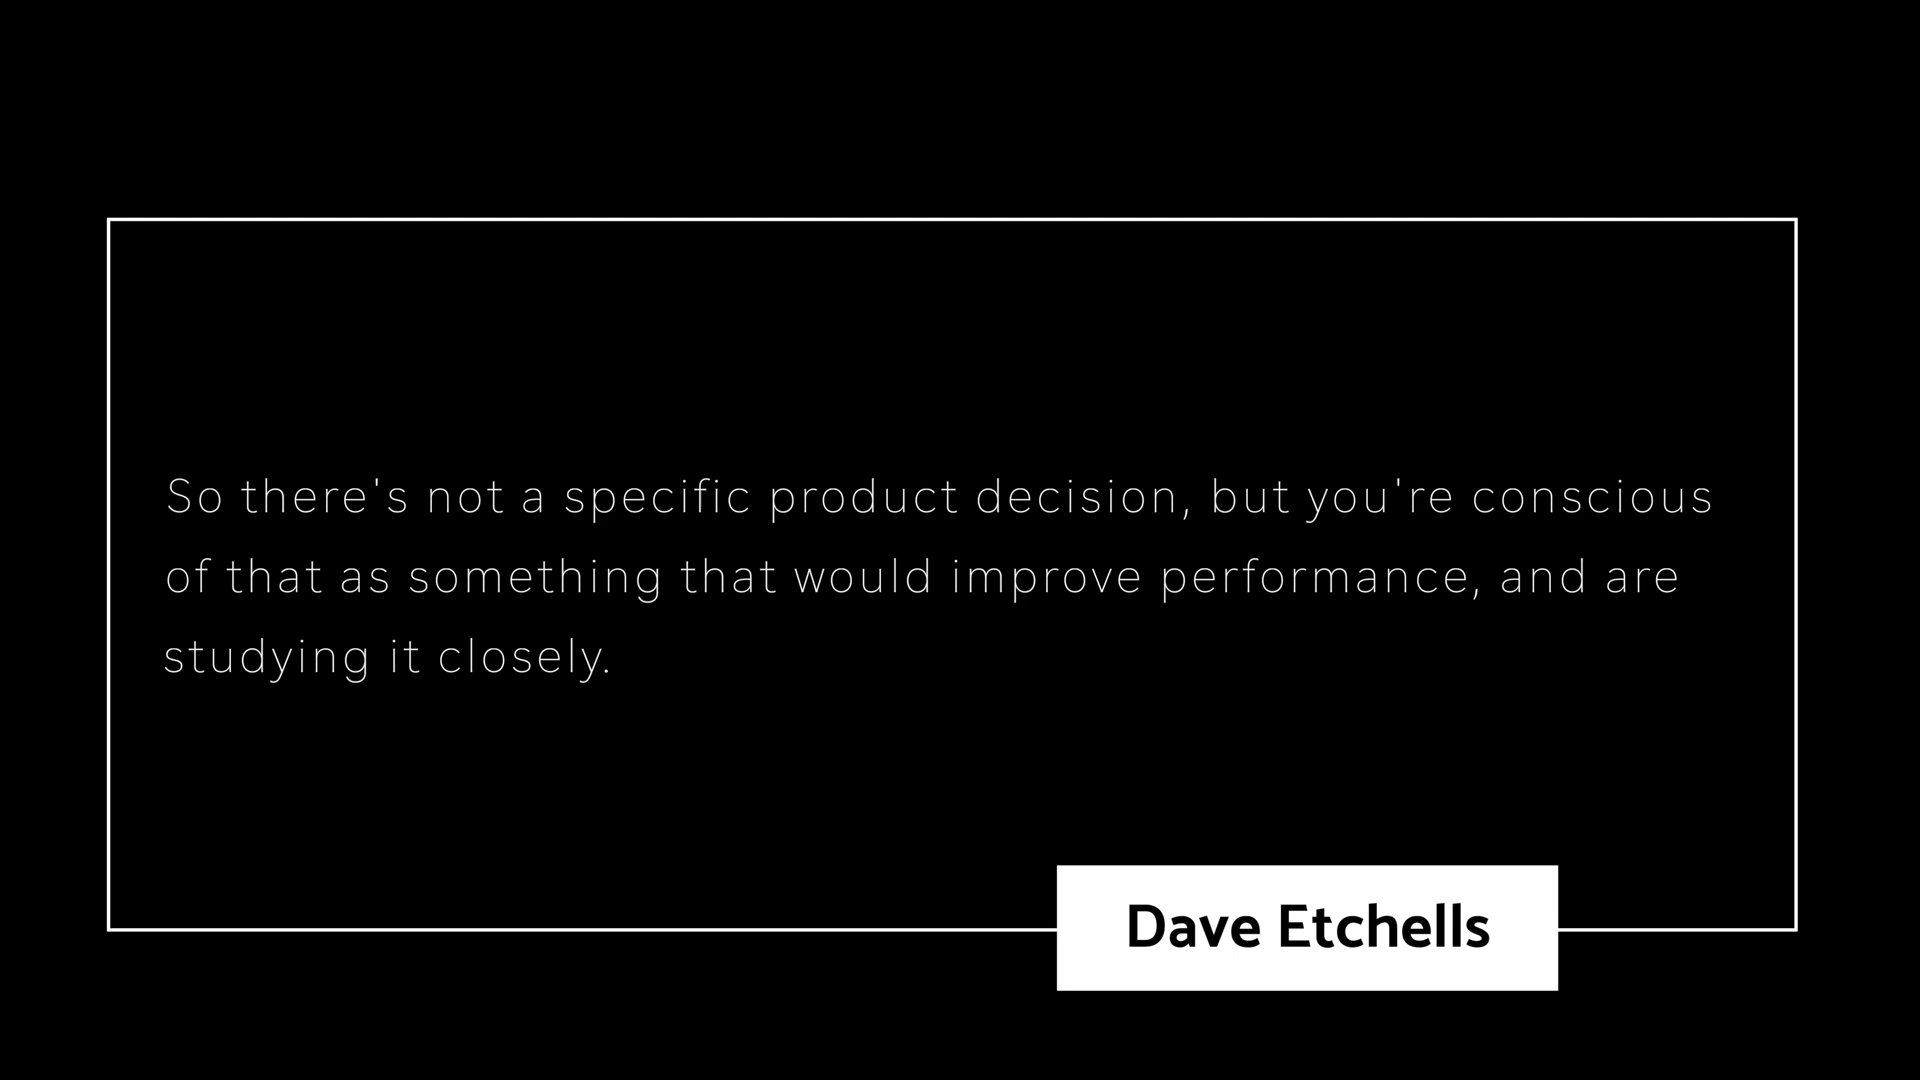 So there's not a specific product decision, but you're conscious
of that as something that would improve performance, and are
studying it closely.
Dave Etchells